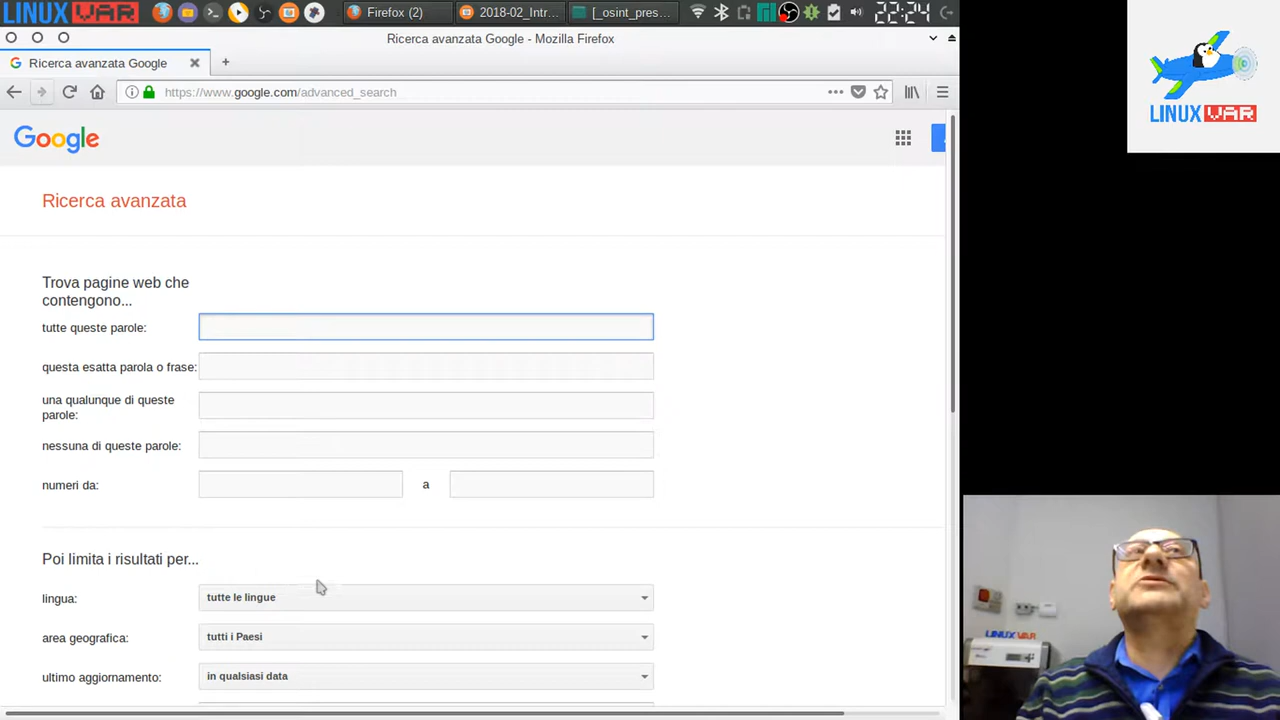 LINUX VAR
Firefox (2)
2018-02_Intr...
[_osint_pres...
22:24
Ricerca avanzata Google - Mozilla Firefox
Ricerca avanzata Google
https://www.google.com/advanced_search
Google
Ricerca avanzata
Trova pagine web che
contengono...
tutte queste parole:
questa esatta parola o frase:
una qualunque di queste
parole:
nessuna di queste parole:
numeri da:
a
Poi limita i risultati per...
lingua:
tutte le lingue
area geografica:
tutti i Paesi
ultimo aggiornamento:
in qualsiasi data
LINUX VAR
LINUX VAR